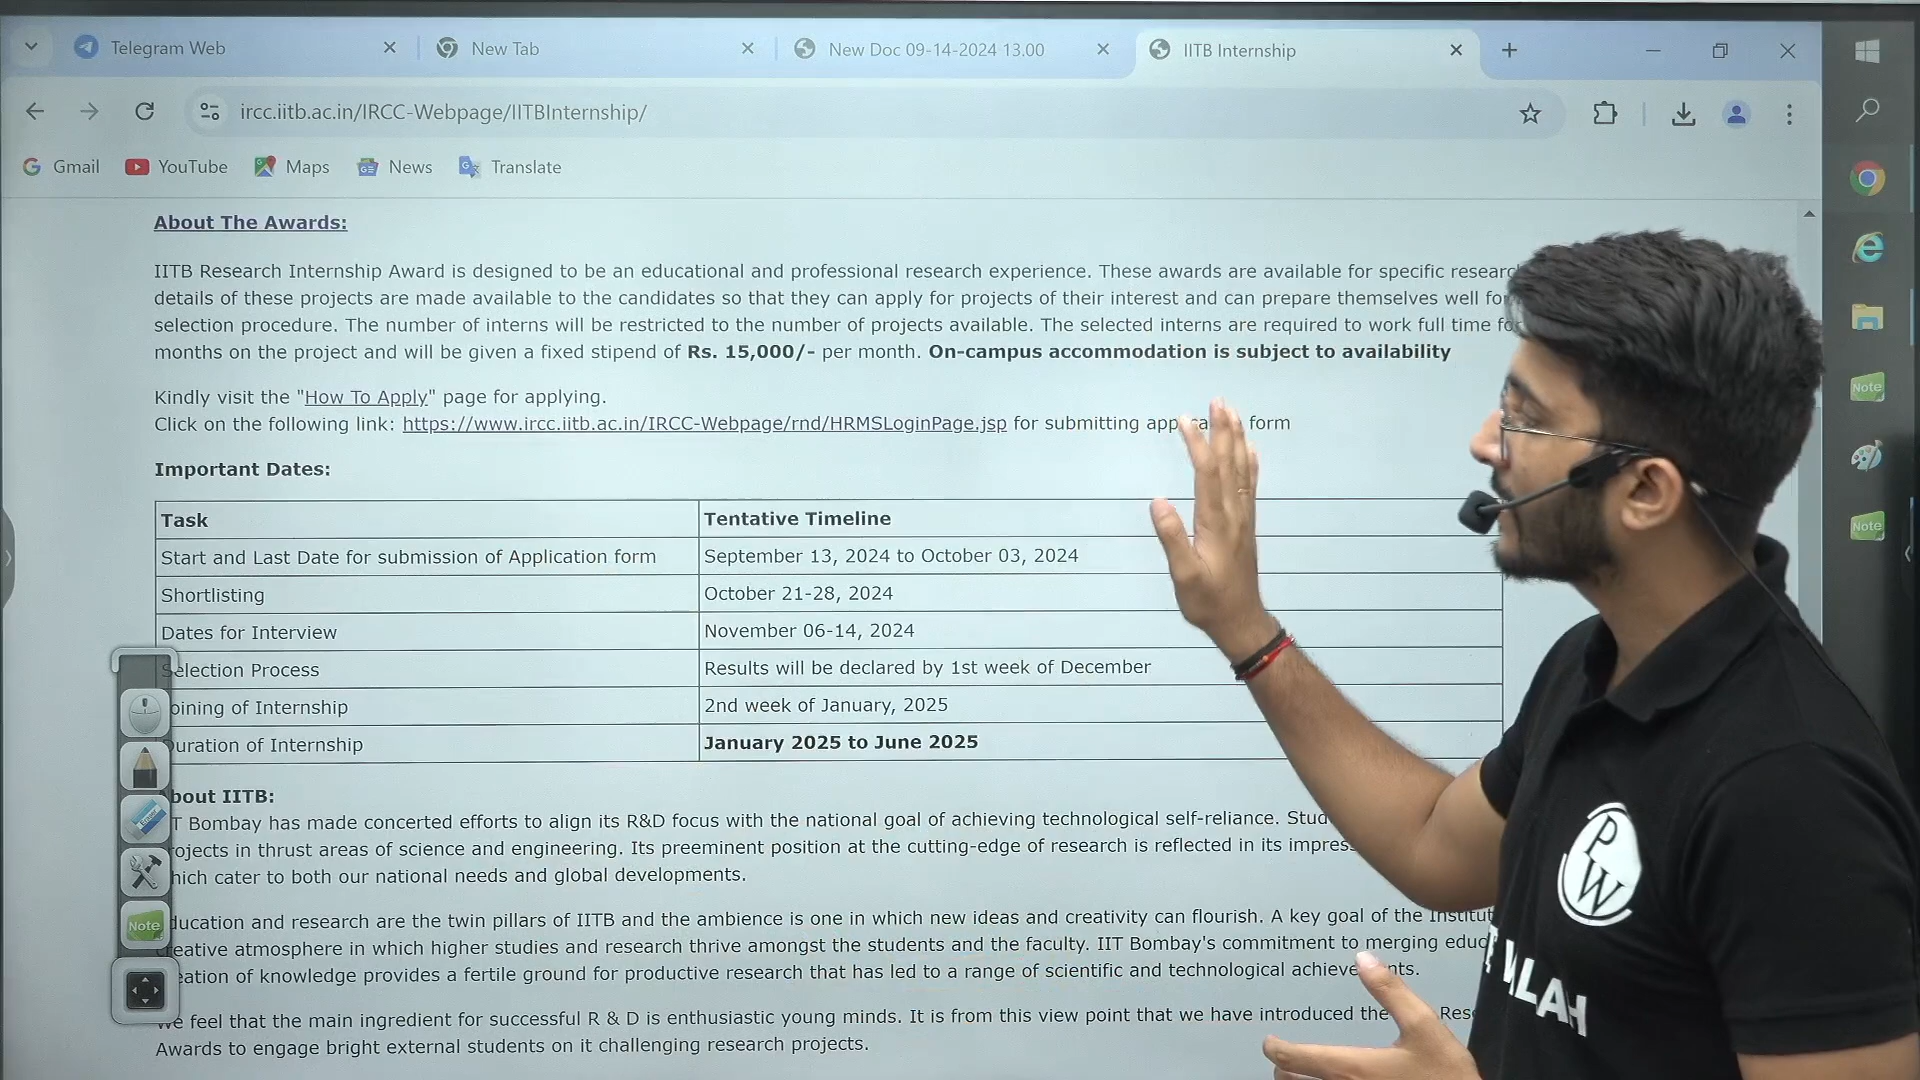 Telegram Web
New Tab
New Doc 09-14-2024 13.00
IITB Internship
ircc.iitb.ac.in/IRCC-Webpage/IITBInternship/
Gmail
YouTube
Maps
News
Translate
About The Awards:
IITB Research Internship Award is designed to be an educational and professional research experience. These awards are available for specific researc
details of these projects are made available to the candidates so that they can apply for projects of their interest and can prepare themselves well fo
selection procedure. The number of interns will be restricted to the number of projects available. The selected interns are required to work full time fo
months on the project and will be given a fixed stipend of Rs. 15,000/- per month. On-campus accommodation is subject to availability
Kindly visit the "How To Apply" page for applying.
Click on the following link: https://www.ircc.iitb.ac.in/IRCC-Webpage/rnd/HRMSLoginPage.jsp for submitting form
Important Dates:
Task Tentative Timeline
Start and Last Date for submission of Application form September 13, 2024 to October 03, 2024
Shortlisting October 21-28, 2024
Dates for Interview November 06-14, 2024
Selection Process Results will be declared by 1st week of December
oining of Internship 2nd week of January, 2025
Duration of Internship January 2025 to June 2025
bout IITB:
T Bombay has made concerted efforts to align its R&D focus with the national goal of achieving technological self-reliance. Stud
rojects in thrust areas of science and engineering. Its preeminent position at the cutting-edge of research is reflected in its impres
hich cater to both our national needs and global developments.
ducation and research are the twin pillars of IITB and the ambience is one in which new ideas and creativity can flourish. A key goal of the Institut
reative atmosphere in which higher studies and research thrive amongst the students and the faculty. IIT Bombay's commitment to merging educ
eation of knowledge provides a fertile ground for productive research that has led to a range of scientific and technological achieve nts.
We feel that the main ingredient for successful R & D is enthusiastic young minds. It is from this view point that we have introduced the Rese
Awards to engage bright external students on it challenging research projects.
Note
Note
Note
PW
LAH